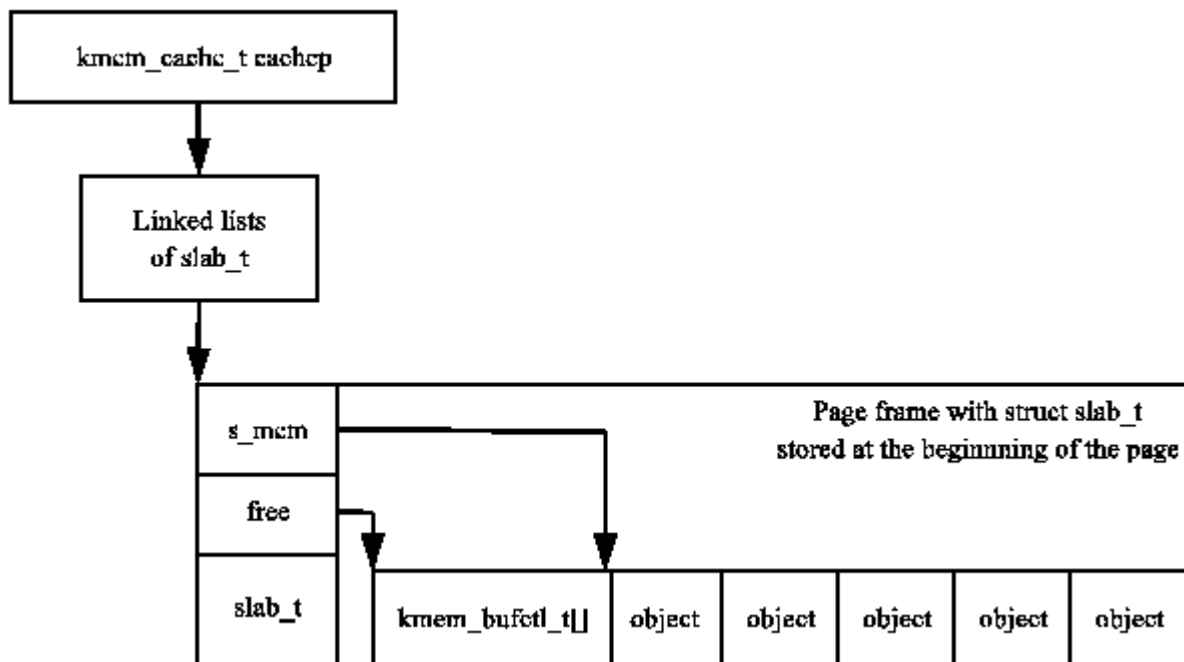 kmem_cache_t cachep
Linked lists
of slab_t
Page frame with struct slab_t
stored at the beginnning of the page
s_mem
free
slab_t
kmem_bufctl_t[]
object
object
object
object
object